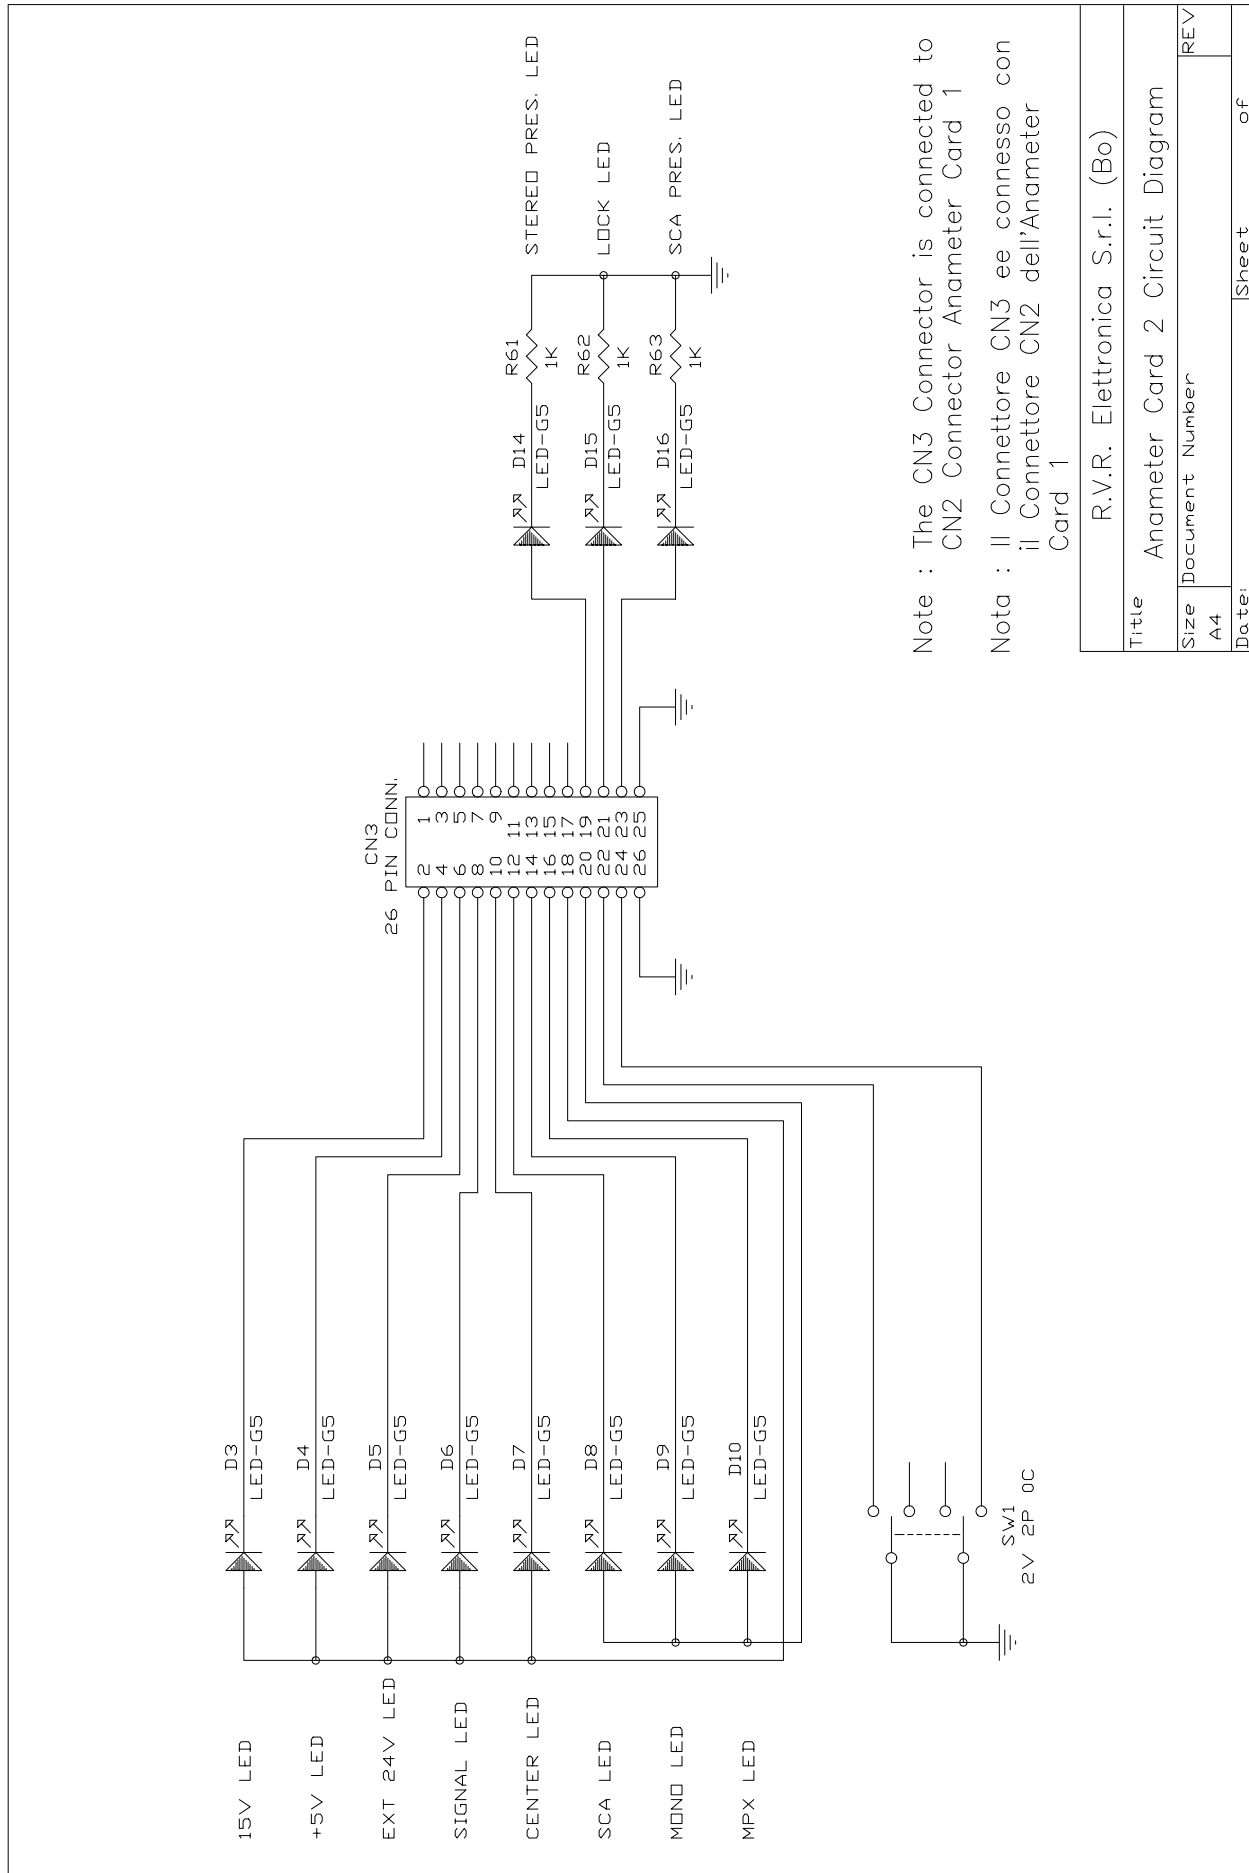 15V LED
+5V LED
EXT 24V LED
SIGNAL LED
CENTER LED
SCA LED
MONO LED
MPX LED
D3
LED-G5
D4
LED-G5
D5
LED-G5
D6
LED-G5
D7
LED-G5
D8
LED-G5
D9
LED-G5
D10
LED-G5
SW1
2V 2P 0C
CN3
26 PIN CONN.
2 1
4 3
6 5
8 7
10 9
12 11
14 13
16 15
18 17
20 19
22 21
24 23
26 25
D14
LED-G5
D15
LED-G5
D16
LED-G5
R61
1K
R62
1K
R63
1K
STEREO PRES. LED
LOCK LED
SCA PRES. LED
Note : The CN3 Connector is connected to
CN2 Connector Anameter Card 1
Nota : Il Connettore CN3 ee connesso con
il Connettore CN2 dell'Anameter
Card 1
R.V.R. Elettronica S.r.l. (Bo)
Title
Anameter Card 2 Circuit Diagram
Size Document Number REV
A4
Date: Sheet of